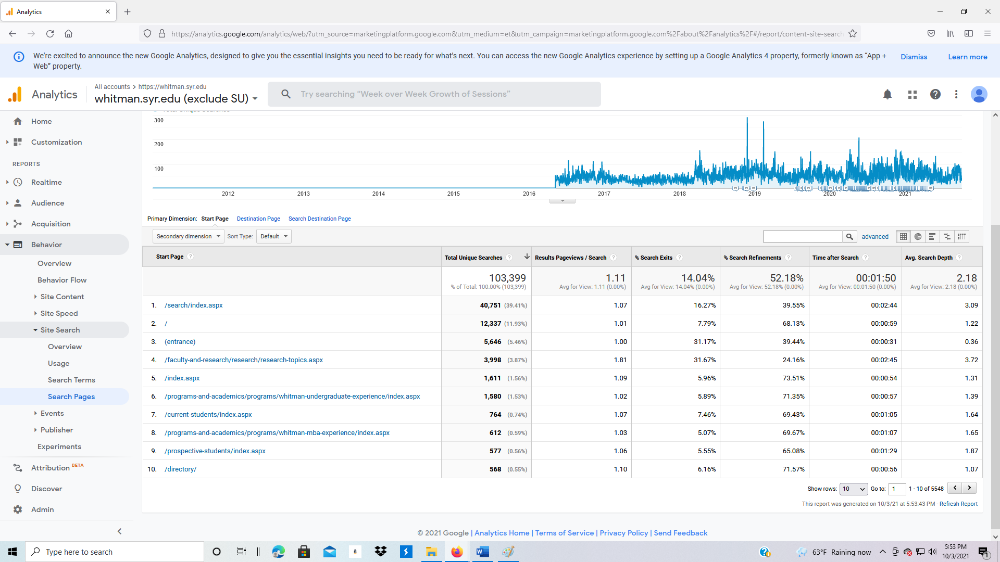 Analytics
https://analytics.google.com/analytics/web/?utm_source=marketingplatform.google.com&utm_medium=et&utm_campaign=marketingplatform.google.com%2Fabout%2Fanalytics%2F#/report/content-site-search
We're excited to announce the new Google Analytics, designed to give you the essential insights you need to be ready for what's next. You can access the new Google Analytics experience by setting up a Google Analytics 4 property, formerly known as "App +
Web" property.
Dismiss Learn more
Analytics
All accounts > https://whitman.syr.edu
whitman.syr.edu (exclude SU)
Try searching "Week over Week Growth of Sessions"
Home
Customization
REPORTS
Realtime
Audience
Acquisition
Behavior
Overview
Behavior Flow
Site Content
Site Speed
Site Search
Overview
Usage
Search Terms
Search Pages
Events
Publisher
Experiments
Attribution BETA
Discover
Admin
Total Unique Searches
300
200
100
2012 2013 2014 2015 2016 2017 2018 2019 2020 2021
Primary Dimension: Start Page Destination Page Search Destination Page
Secondary dimension Sort Type: Default advanced
Start Page ? Total Unique Searches ? Results Pageviews / Search ? % Search Exits ? % Search Refinements ? Time after Search ? Avg. Search Depth ?
103,399 1.11 14.04% 52.18% 00:01:50 2.18
% of Total: 100.00% (103,399) Avg for View: 1.11 (0.00%) Avg for View: 14.04% (0.00%) Avg for View: 52.18% (0.00%) Avg for View: 00:01:50 (0.00%) Avg for View: 2.18 (0.00%)
1. /search/index.aspx 40,751 (39.41%) 1.07 16.27% 39.55% 00:02:44 3.09
2. / 12,337 (11.93%) 1.01 7.79% 68.13% 00:00:59 1.22
3. (entrance) 5,646 (5.46%) 1.00 31.17% 39.44% 00:00:31 0.36
4. /faculty-and-research/research/research-topics.aspx 3,998 (3.87%) 1.81 31.67% 24.16% 00:02:45 3.72
5. /index.aspx 1,611 (1.56%) 1.09 5.96% 73.51% 00:00:54 1.31
6. /programs-and-academics/programs/whitman-undergraduate-experience/index.aspx 1,580 (1.53%) 1.02 5.89% 71.35% 00:00:57 1.39
7. /current-students/index.aspx 764 (0.74%) 1.07 7.46% 69.43% 00:01:05 1.64
8. /programs-and-academics/programs/whitman-mba-experience/index.aspx 612 (0.59%) 1.03 5.07% 69.67% 00:01:07 1.65
9. /prospective-students/index.aspx 577 (0.56%) 1.06 5.55% 65.08% 00:01:29 1.87
10. /directory/ 568 (0.55%) 1.10 6.16% 71.57% 00:00:56 1.07
Show rows: 10 Go to: 1 1 - 10 of 5548
This report was generated on 10/3/21 at 5:53:43 PM - Refresh Report
© 2021 Google | Analytics Home | Terms of Service | Privacy Policy | Send Feedback
Type here to search
a
W
63°F Raining now
5:53 PM
10/3/2021
1